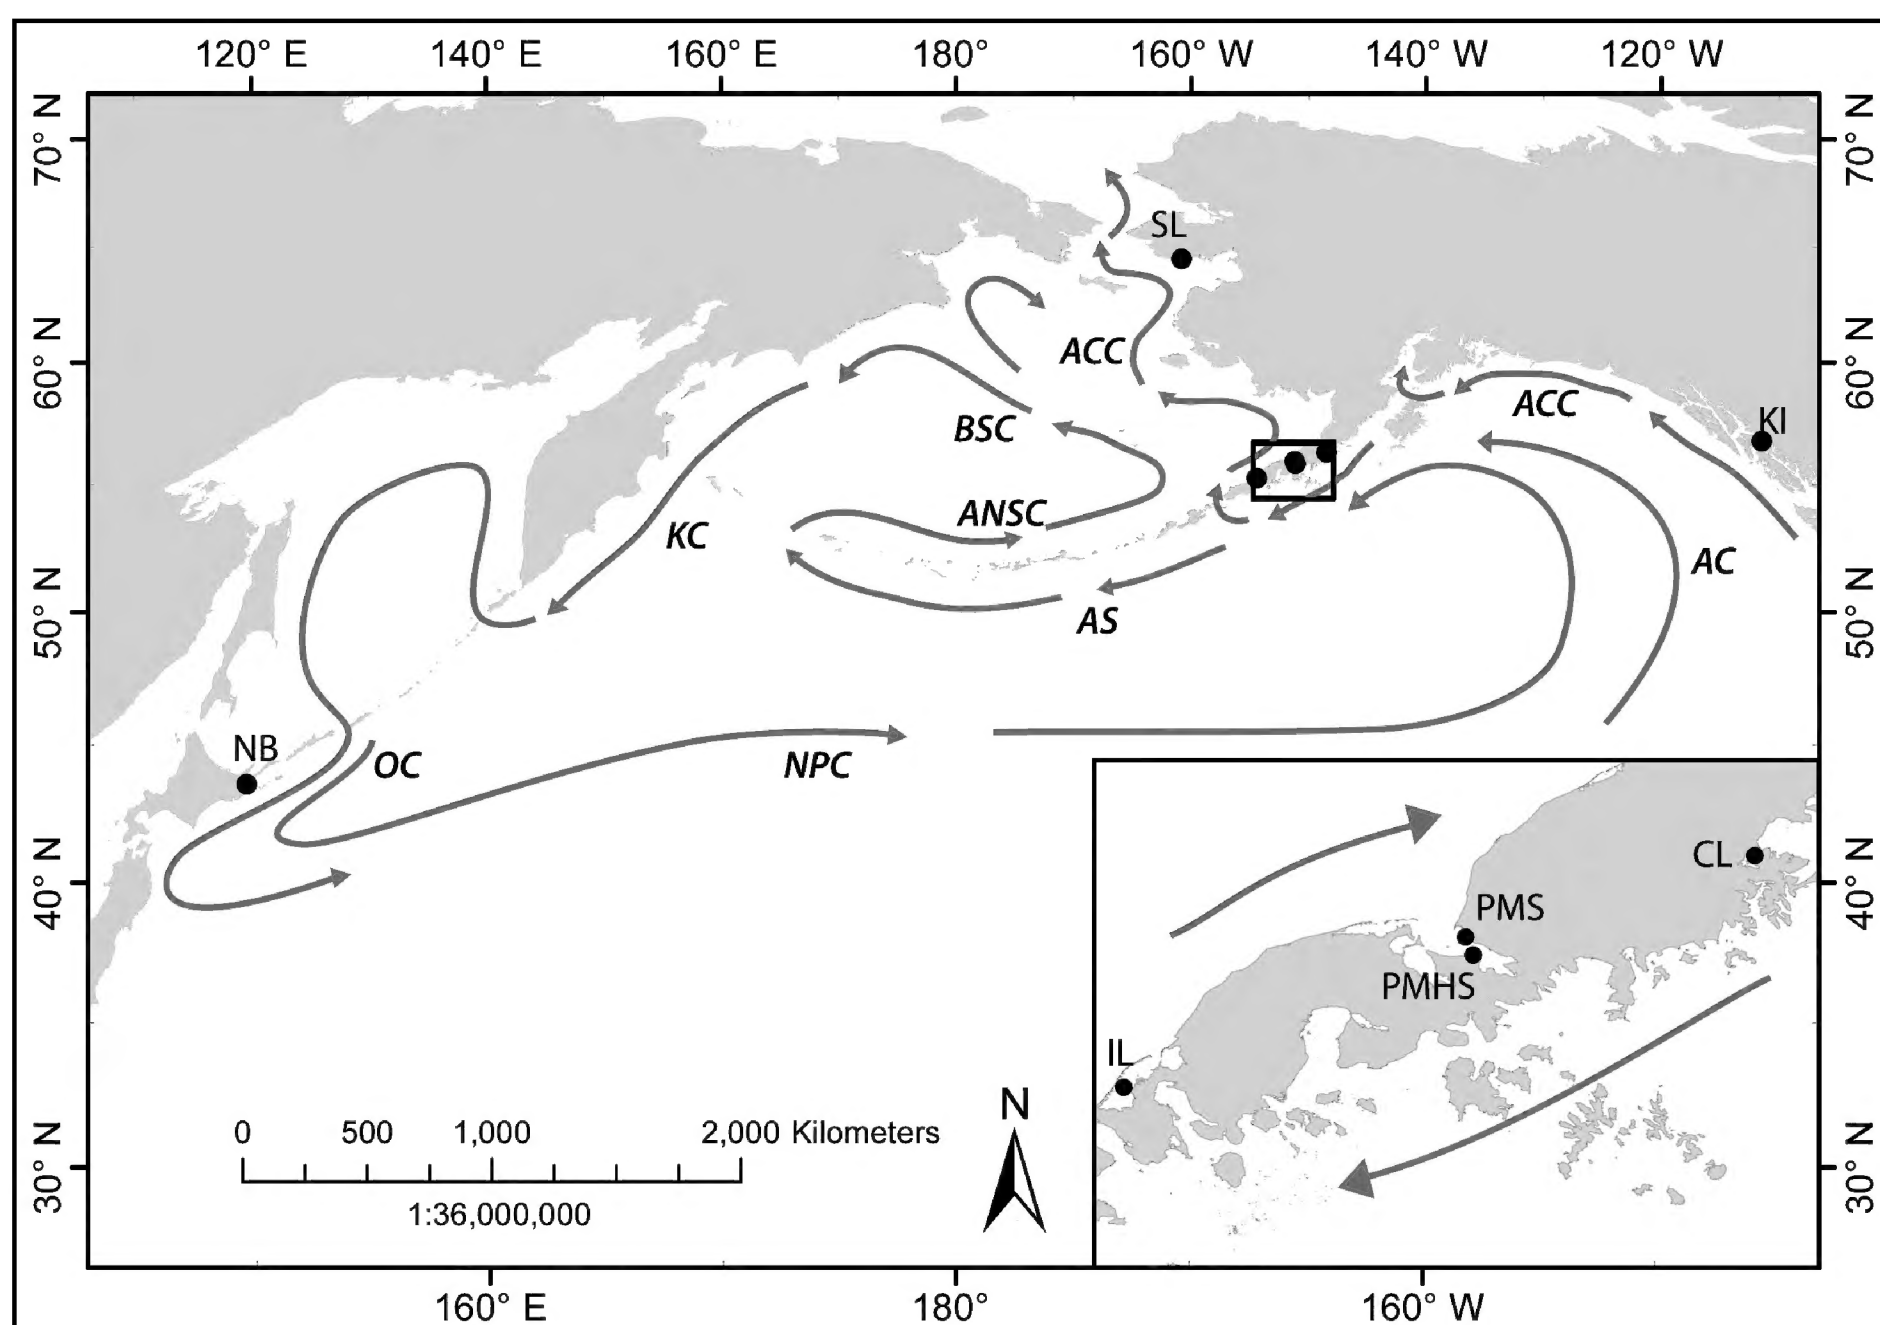 120° E 140° E 160° E 180° 160° W 140° W 120° W
70° N 70° N
SL
60° N 60° N
ACC
ACC
KI
BSC
ANSC
KC
AC
50° N 50° N
AS
NB
OC
NPC
40° N 40° N
CL
PMS
PMHS
IL
N
0 500 1,000 2,000 Kilometers
1:36,000,000
30° N 30° N
160° E 180° 160° W